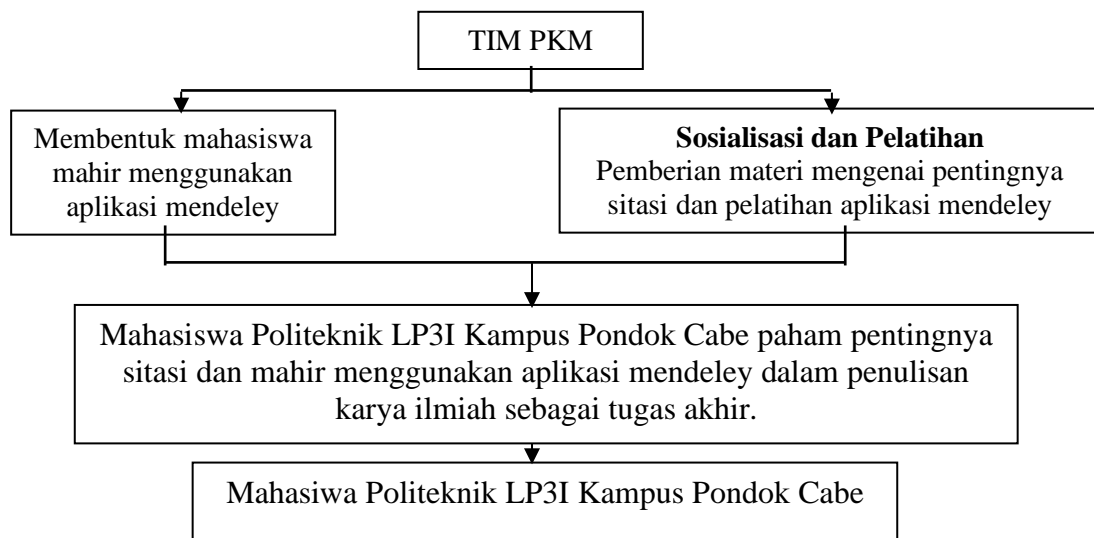 TIM PKM
Membentuk mahasiswa
mahir menggunakan
aplikasi mendeley
Sosialisasi dan Pelatihan
Pemberian materi mengenai pentingnya
sitasi dan pelatihan aplikasi mendeley
Mahasiswa Politeknik LP3I Kampus Pondok Cabe paham pentingnya
sitasi dan mahir menggunakan aplikasi mendeley dalam penulisan
karya ilmiah sebagai tugas akhir.
Mahasiwa Politeknik LP3I Kampus Pondok Cabe